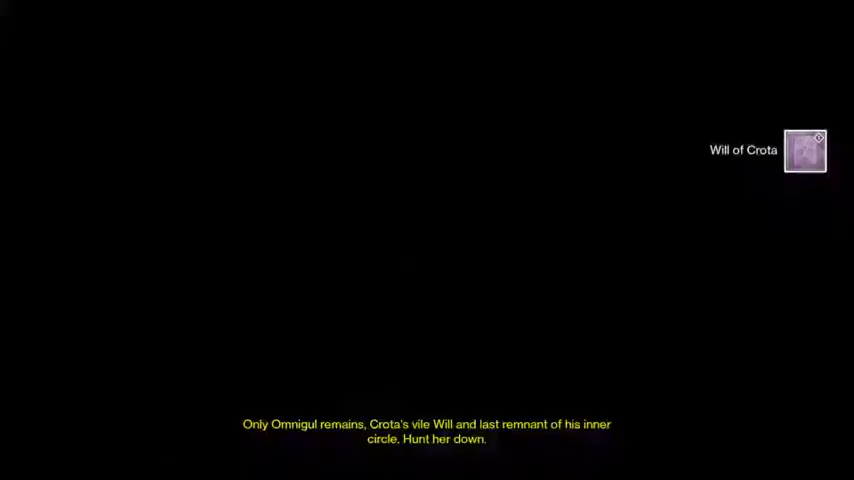 Will of Crota
Only Omnigul remains, Crota's vile Will and last remnant of his inner
circle. Hunt her down.